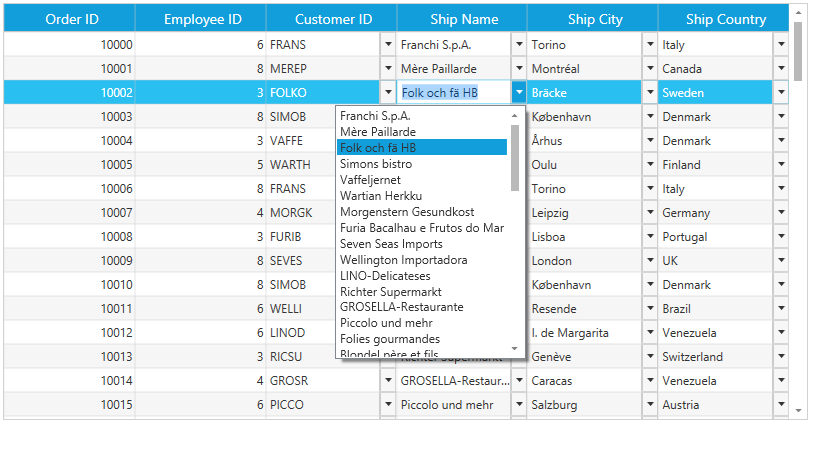 Order ID Employee ID Customer ID Ship Name Ship City Ship Country
10000 6 FRANS Franchi S.p.A. Torino Italy
10001 8 MEREP Mère Paillarde Montréal Canada
10002 3 FOLKO Folk och fä HB Bräcke Sweden
10003 8 SIMOB København Denmark
10004 3 VAFFE Århus Denmark
10005 5 WARTH Oulu Finland
10006 8 FRANS Torino Italy
10007 4 MORGK Leipzig Germany
10008 3 FURIB Lisboa Portugal
10009 8 SEVES London UK
10010 8 SIMOB København Denmark
10011 6 WELLI Resende Brazil
10012 6 LINOD I. de Margarita Venezuela
10013 3 RICSU Richter Supermarkt Genève Switzerland
10014 4 GROSR GROSELLA-Restaur... Caracas Venezuela
10015 6 PICCO Piccolo und mehr Salzburg Austria
Franchi S.p.A.
Mère Paillarde
Folk och fä HB
Simons bistro
Vaffeljernet
Wartian Herkku
Morgenstern Gesundkost
Furia Bacalhau e Frutos do Mar
Seven Seas Imports
Wellington Importadora
LINO-Delicateses
Richter Supermarkt
GROSELLA-Restaurante
Piccolo und mehr
Folies gourmandes
Blondel père et fils